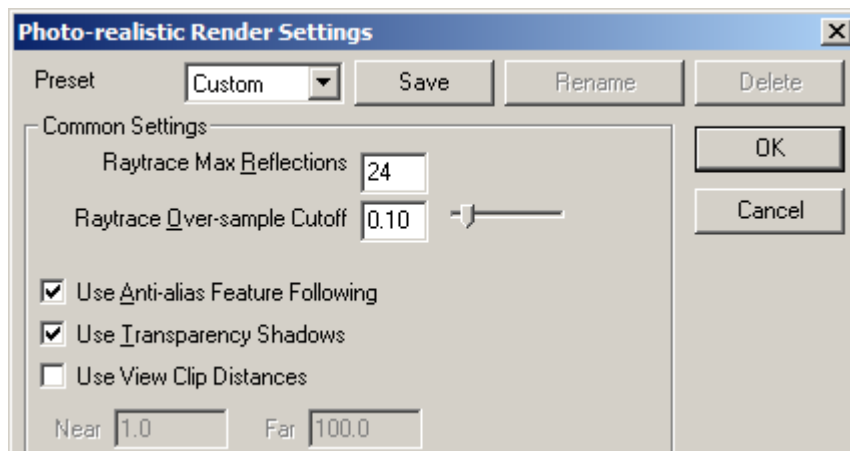 Photo-realistic Render Settings
Preset Custom Save Rename Delete
Common Settings
OK
Raytrace Max Reflections 24
Raytrace Over-sample Cutoff 0.10
Cancel
Use Anti-alias Feature Following
Use Transparency Shadows
Use View Clip Distances
Near 1.0 Far 100.0